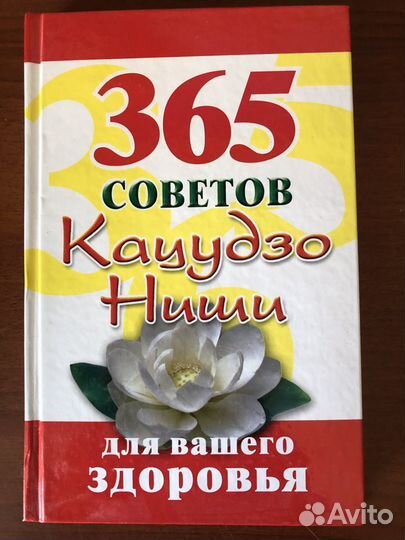 365
СОВЕТОВ
Кацудзо
Ниши
для вашего
здоровья
Avito